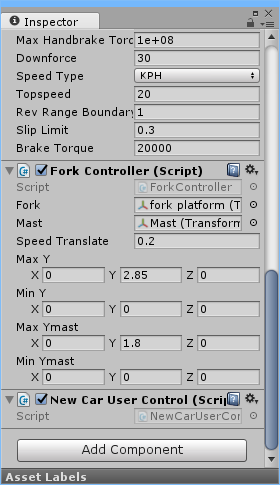 Inspector
Max Handbrake Torq 1e+08
Downforce 30
Speed Type KPH
Topspeed 20
Rev Range Boundary 1
Slip Limit 0.3
Brake Torque 20000
Fork Controller (Script)
Script ForkController
Fork fork platform (T
Mast Mast (Transform
Speed Translate 0.2
Max Y
X 0 Y 2.85 Z 0
Min Y
X 0 Y 0 Z 0
Max Ymast
X 0 Y 1.8 Z 0
Min Ymast
X 0 Y 0 Z 0
New Car User Control (Scrip
Script NewCarUserCor
Add Component
Asset Labels